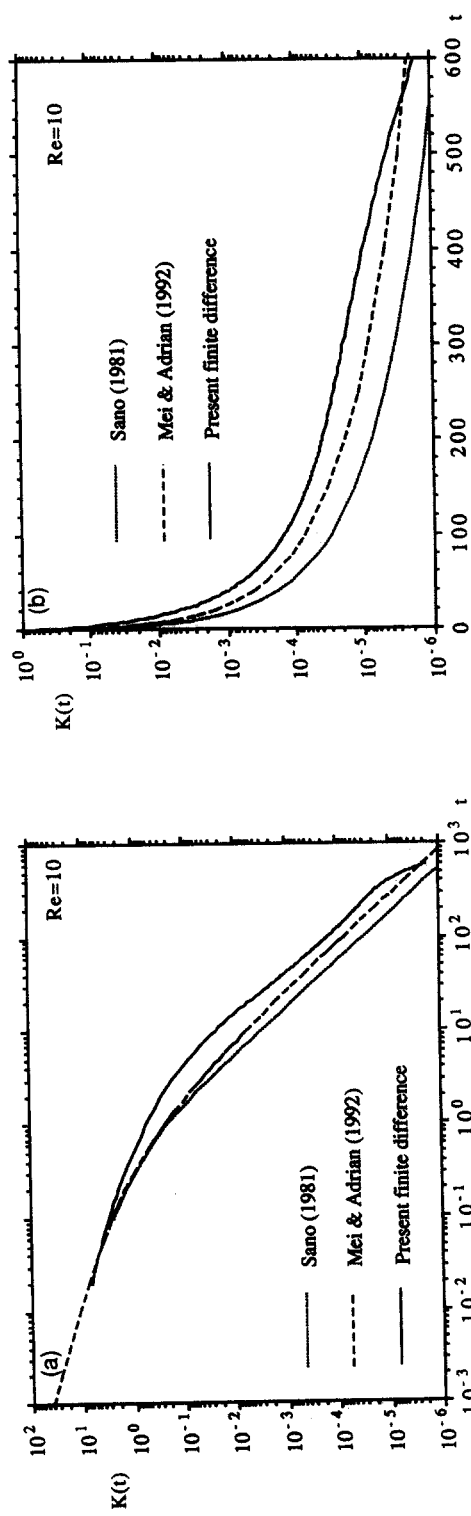 (a)
Re=10
K(t)
10²
10¹
10⁰
10⁻¹
10⁻²
10⁻³
10⁻⁴
10⁻⁵
10⁻⁶
Sano (1981)
Mei & Adrian (1992)
Present finite difference
10⁻³ 10⁻² 10⁻¹ 10⁰ 10¹ 10² 10³ t
(b)
Re=10
K(t)
10⁰
10⁻¹
10⁻²
10⁻³
10⁻⁴
10⁻⁵
10⁻⁶
Sano (1981)
Mei & Adrian (1992)
Present finite difference
0 100 200 300 400 500 600 t